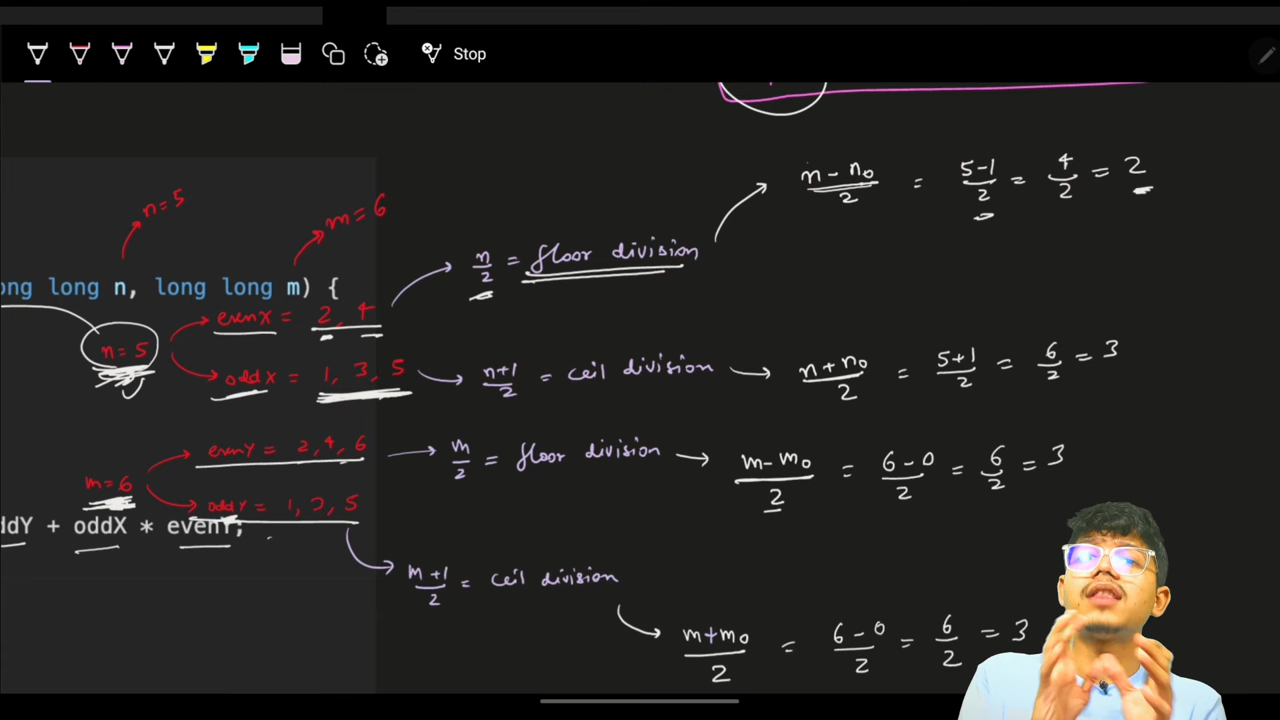 Stop
n - n₀ / 2 = 5-1 / 2 = 4 / 2 = 2
n=5
m=6
n / 2 = floor division
ong long n, long long m) {
evenX = 2, 4
n=5
oddX = 1, 3, 5
n+1 / 2 = ceil division
n + n₀ / 2 = 5+1 / 2 = 6 / 2 = 3
evenY = 2, 4, 6
m / 2 = floor division
m - m₀ / 2 = 6-0 / 2 = 6 / 2 = 3
m=6
oddY = 1, 3, 5
ddY + oddX * evenY;
m+1 / 2 = ceil division
m+m₀ / 2 = 6-0 / 2 = 6 / 2 = 3